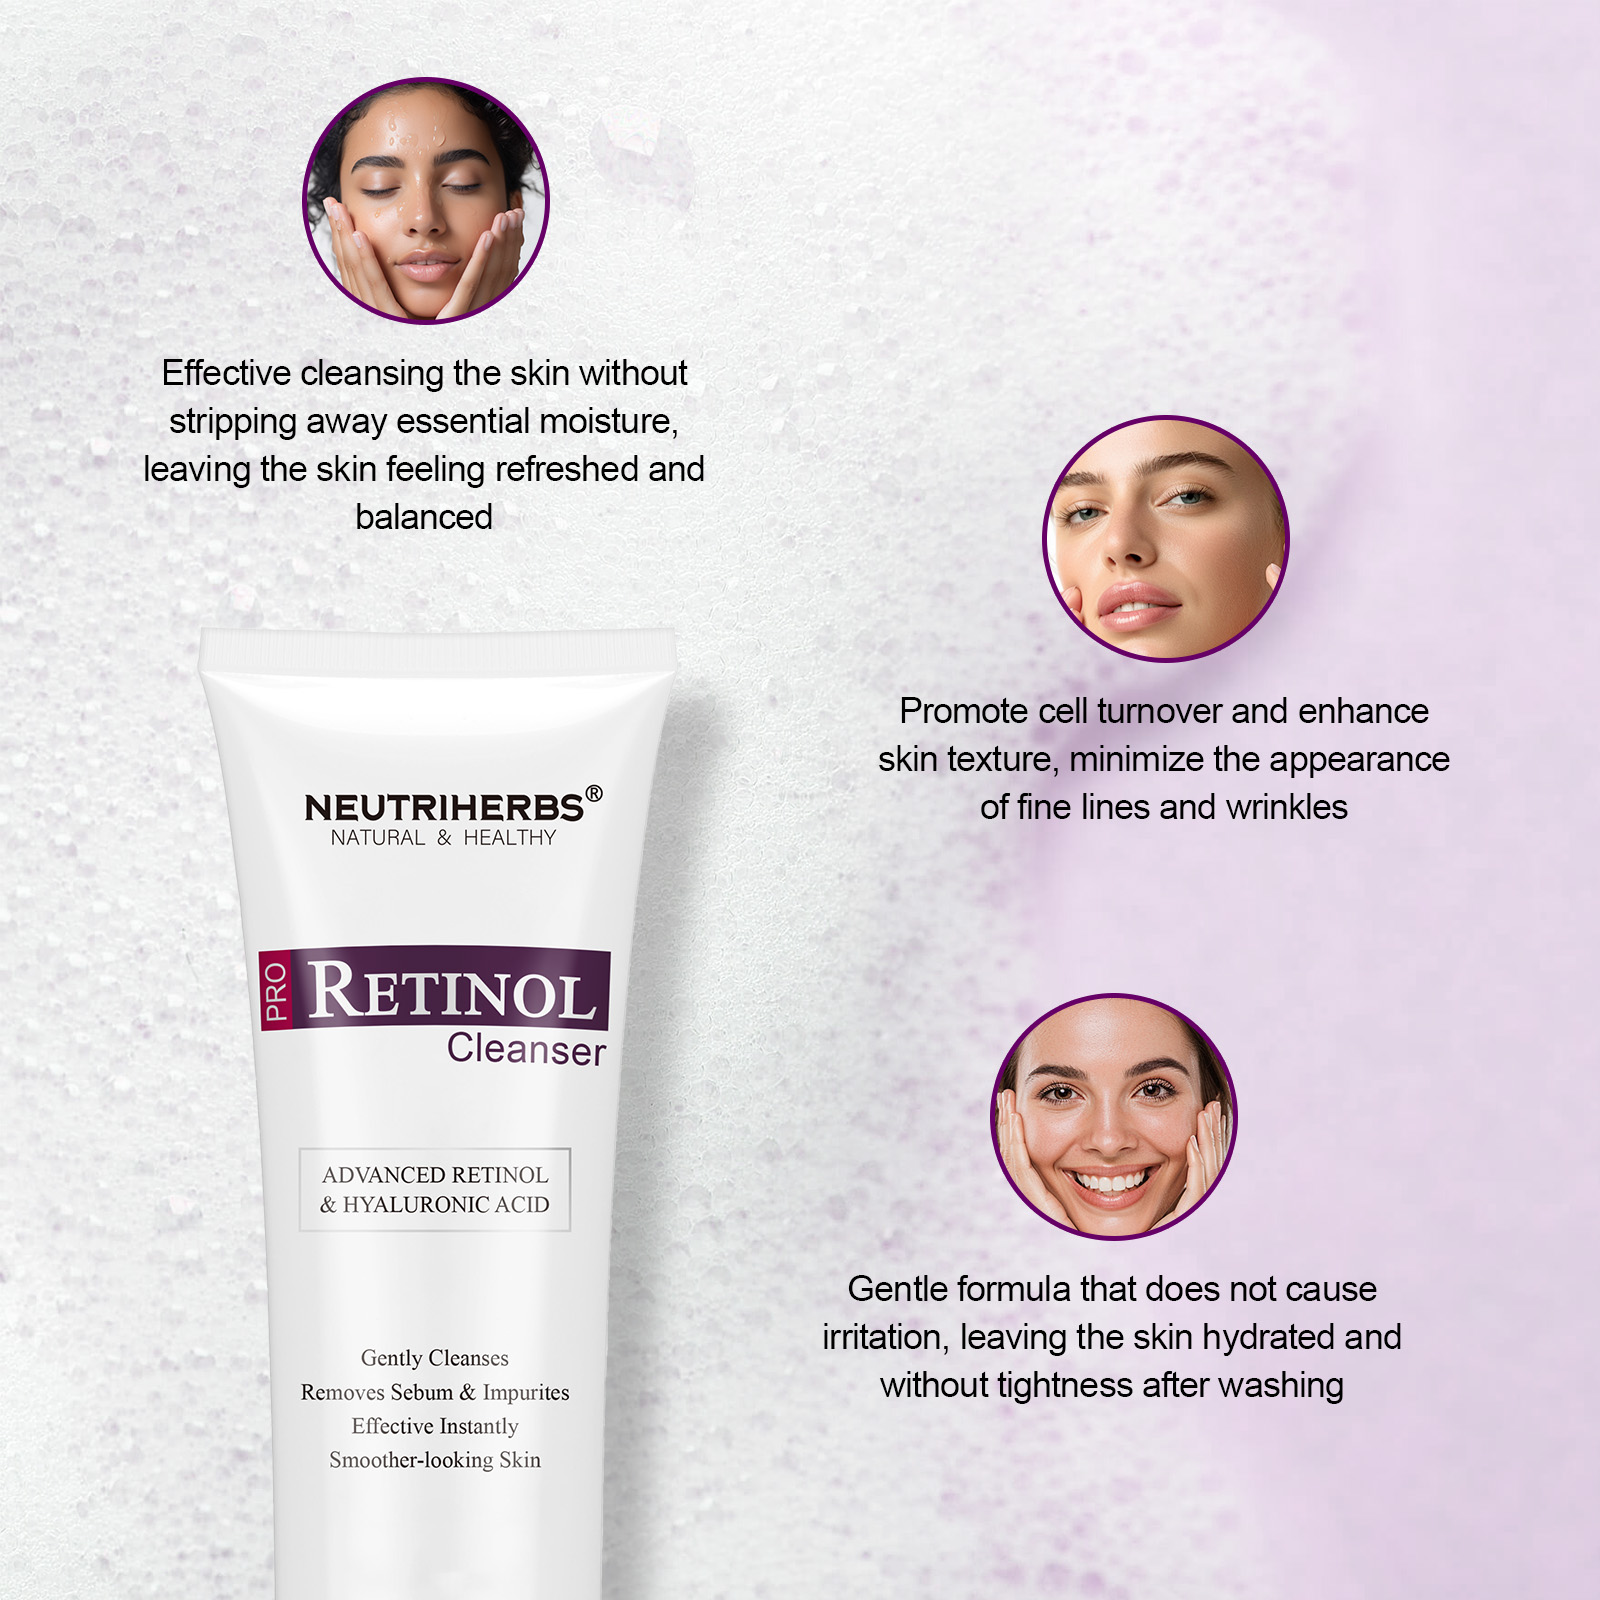 Effective cleansing the skin without
stripping away essential moisture,
leaving the skin feeling refreshed and
balanced
Promote cell turnover and enhance
skin texture, minimize the appearance
of fine lines and wrinkles
NEUTRIHERBS®
NATURAL & HEALTHY
PRO RETINOL
Cleanser
ADVANCED RETINOL
& HYALURONIC ACID
Gently Cleanses
Removes Sebum & Impurites
Effective Instantly
Smoother-looking Skin
Gentle formula that does not cause
irritation, leaving the skin hydrated and
without tightness after washing